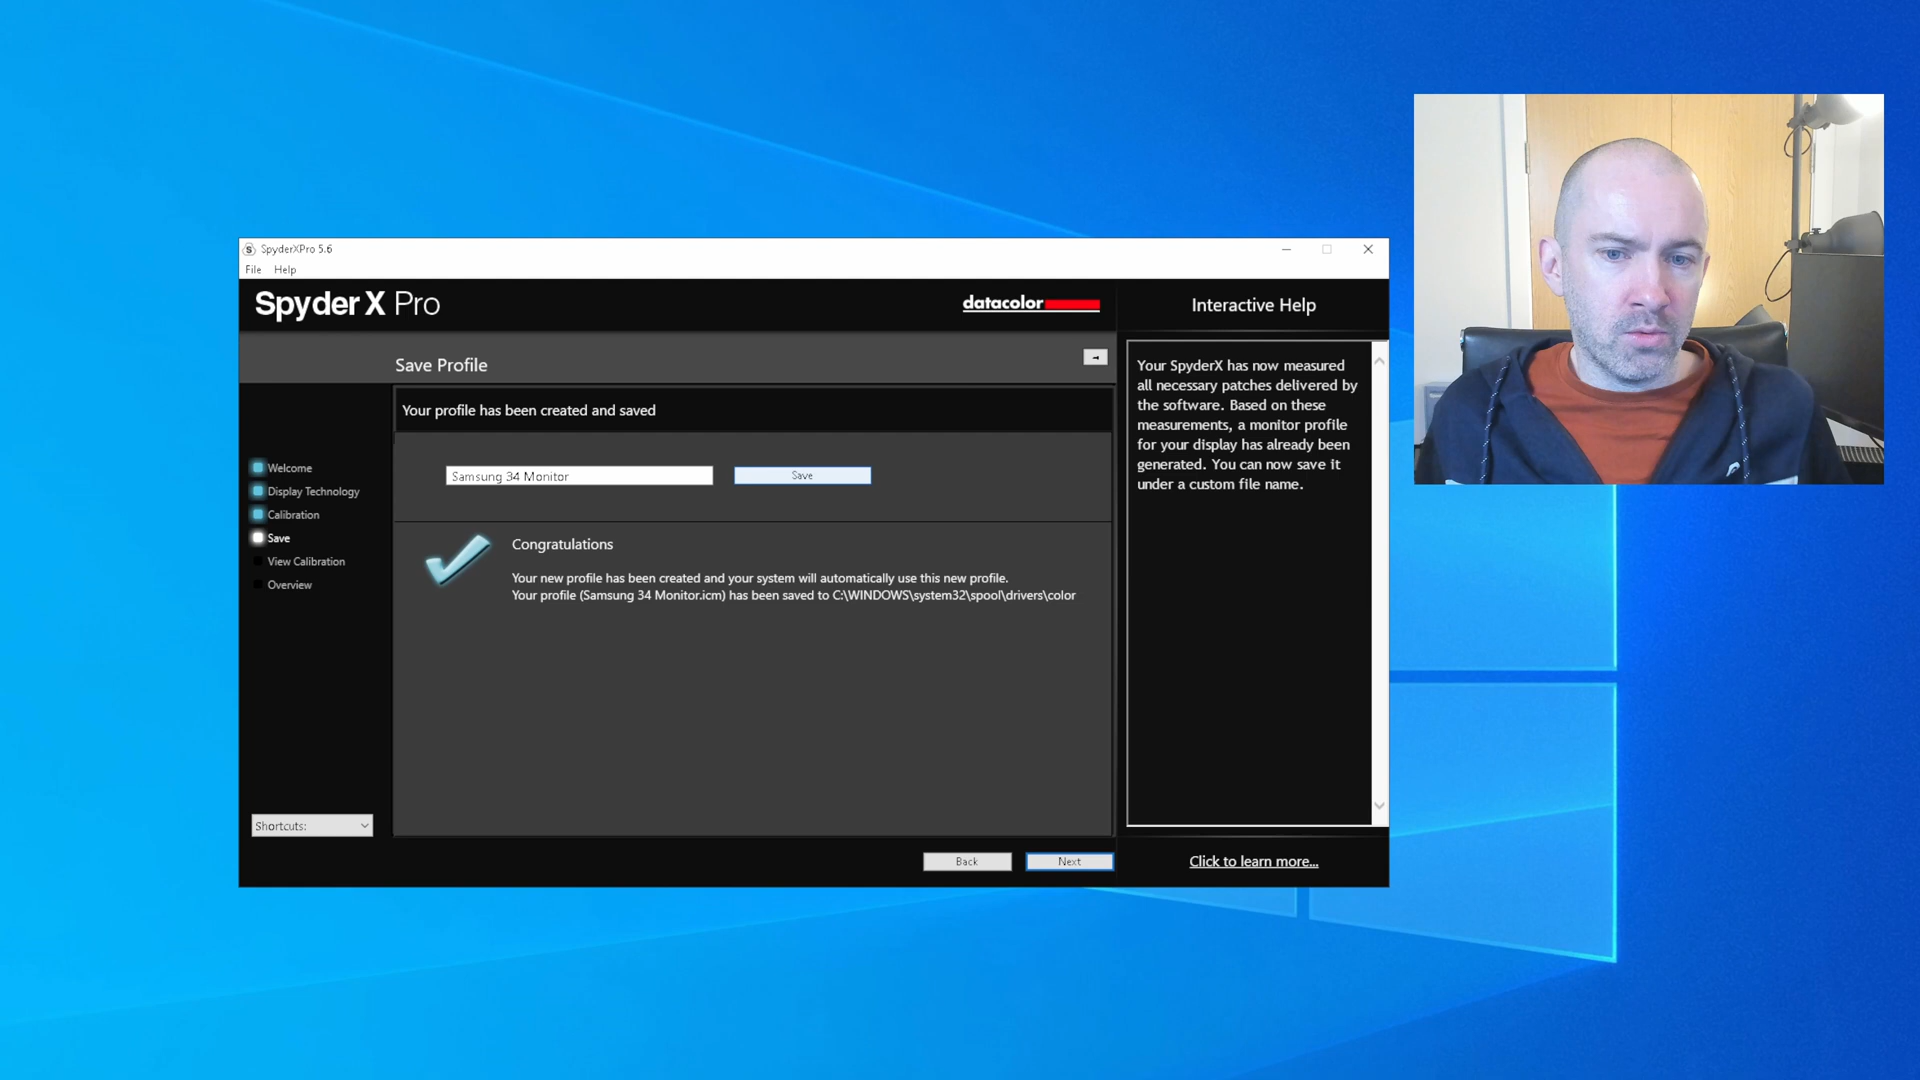 SpyderXPro 5.6
File Help
Spyder X Pro
datacolor
Interactive Help
Save Profile
Your profile has been created and saved
Samsung 34 Monitor
Save
Welcome
Display Technology
Calibration
Save
View Calibration
Overview
Congratulations
Your new profile has been created and your system will automatically use this new profile.
Your profile (Samsung 34 Monitor.icm) has been saved to C:\WINDOWS\system32\spool\drivers\color
Your SpyderX has now measured
all necessary patches delivered by
the software. Based on these
measurements, a monitor profile
for your display has already been
generated. You can now save it
under a custom file name.
Shortcuts:
Back
Next
Click to learn more...